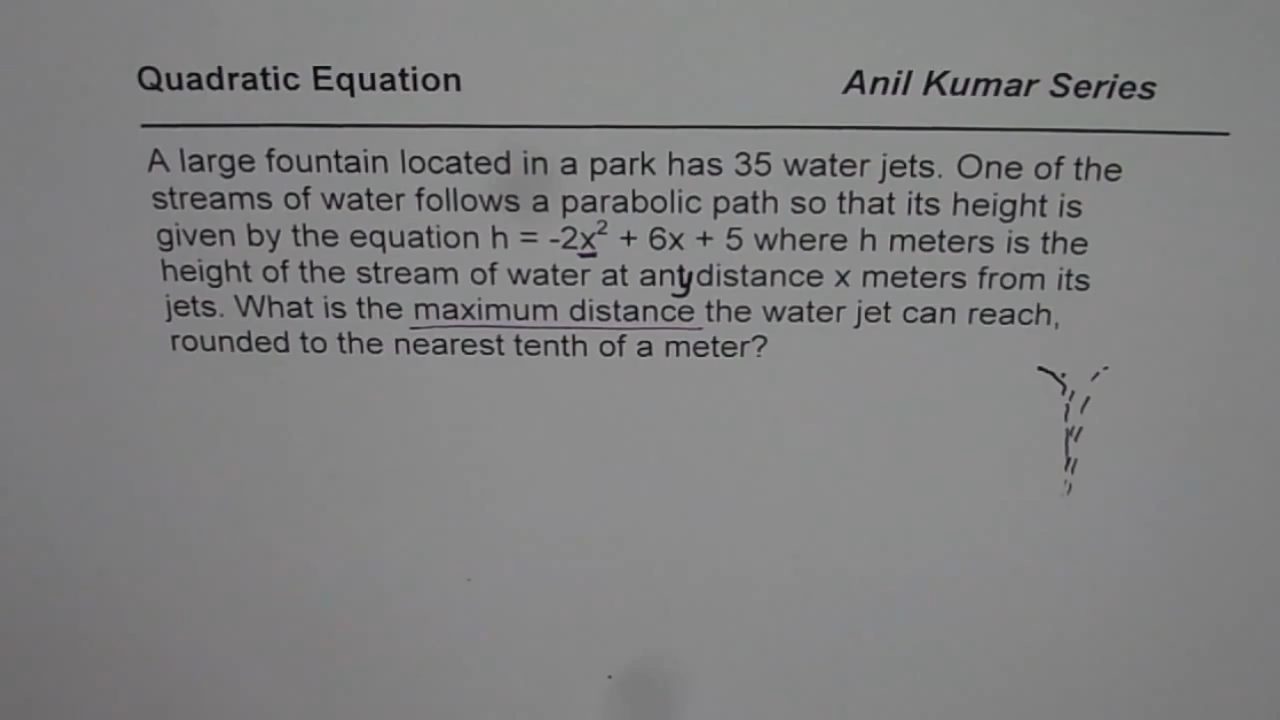 Quadratic Equation
Anil Kumar Series
A large fountain located in a park has 35 water jets. One of the
streams of water follows a parabolic path so that its height is
given by the equation h = -2x² + 6x + 5 where h meters is the
height of the stream of water at any distance x meters from its
jets. What is the maximum distance the water jet can reach,
rounded to the nearest tenth of a meter?